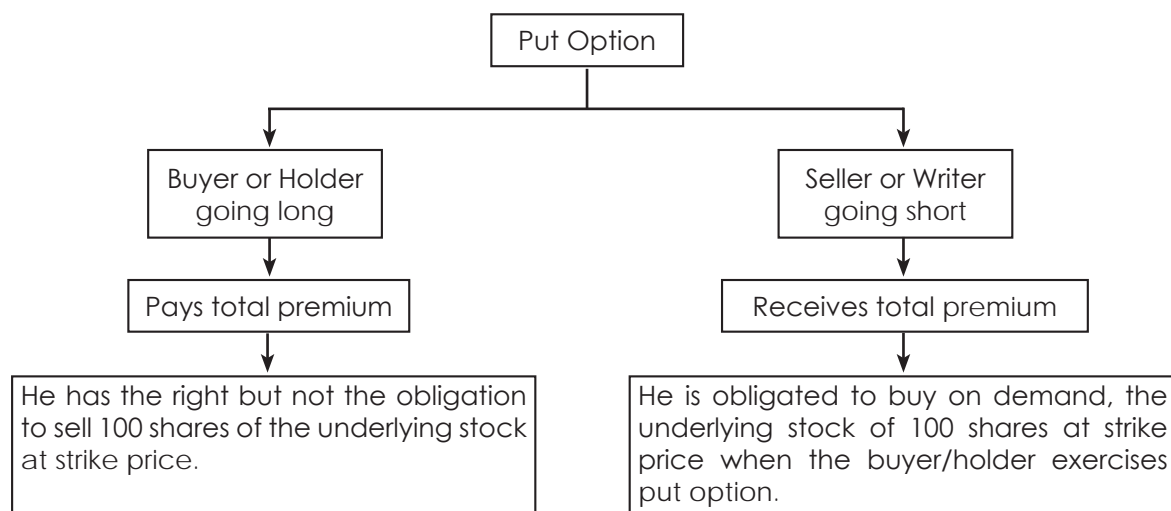 Put Option
Buyer or Holder
going long
Seller or Writer
going short
Pays total premium
Receives total premium
He has the right but not the obligation
to sell 100 shares of the underlying stock
at strike price.
He is obligated to buy on demand, the
underlying stock of 100 shares at strike
price when the buyer/holder exercises
put option.